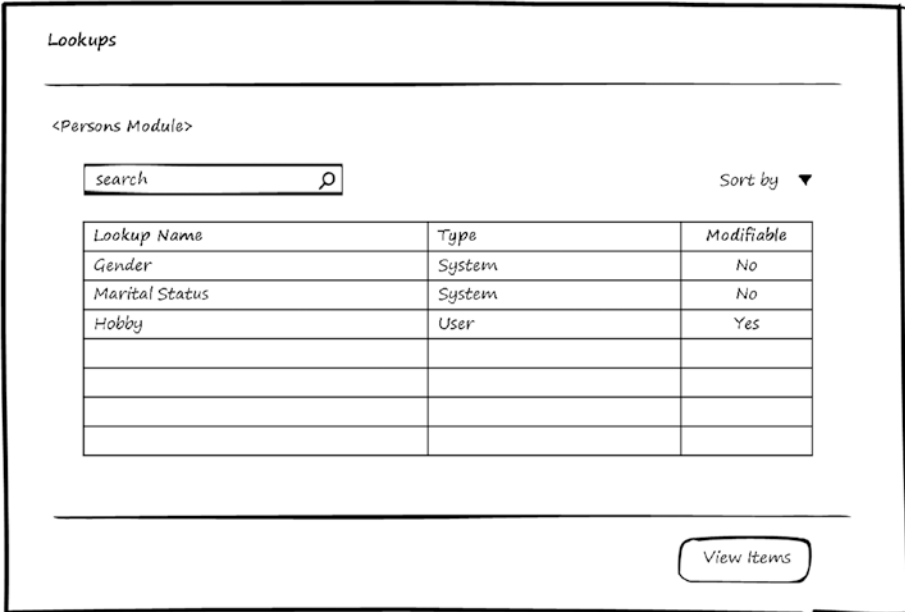 Lookups
<Persons Module>
search
Sort by
Lookup Name Type Modifiable
Gender System No
Marital Status System No
Hobby User Yes
View Items